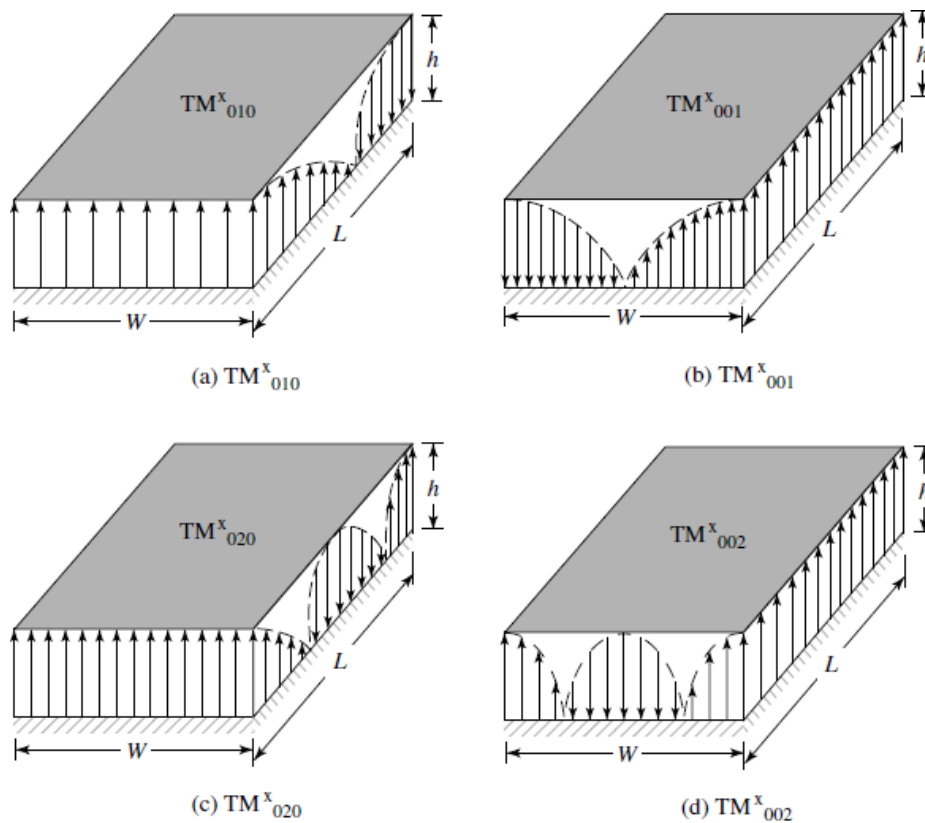 TMˣ₀₁₀
h
L
W
(a) TMˣ₀₁₀
TMˣ₀₀₁
h
L
W
(b) TMˣ₀₀₁
TMˣ₀₂₀
h
L
W
(c) TMˣ₀₂₀
TMˣ₀₀₂
h
L
W
(d) TMˣ₀₀₂